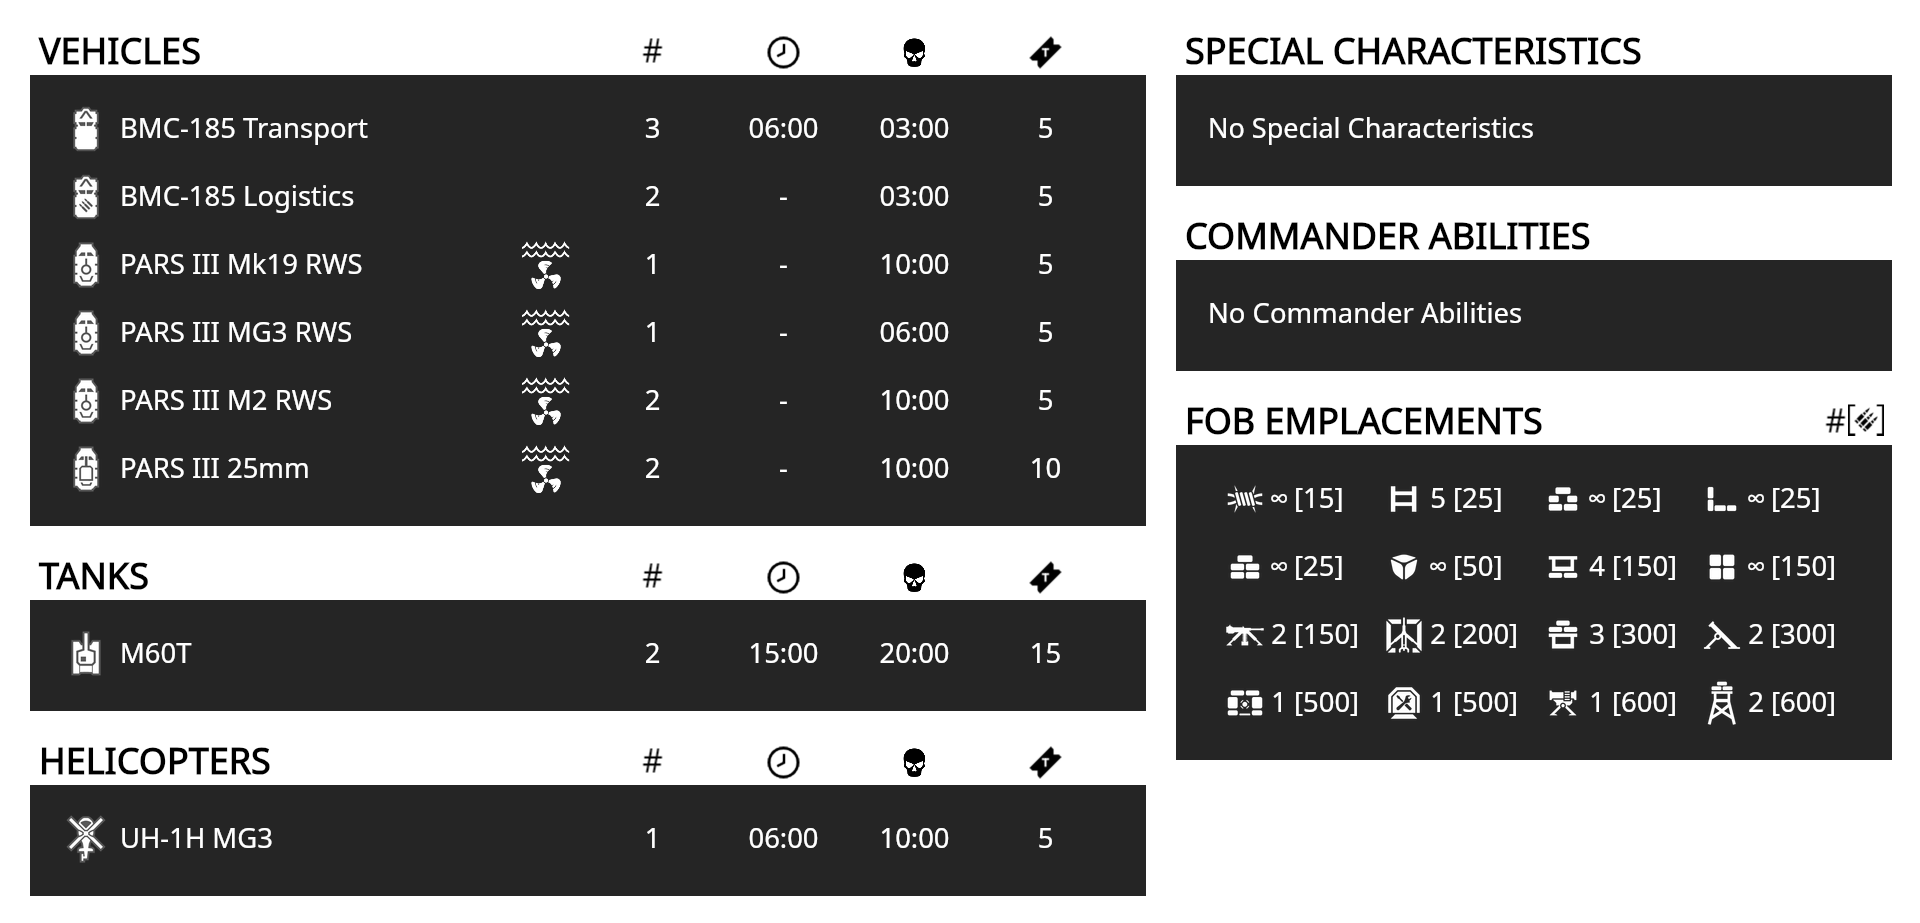 VEHICLES #
BMC-185 Transport 3 06:00 03:00 5
BMC-185 Logistics 2 - 03:00 5
PARS III Mk19 RWS 1 - 10:00 5
PARS III MG3 RWS 1 - 06:00 5
PARS III M2 RWS 2 - 10:00 5
PARS III 25mm 2 - 10:00 10
TANKS #
M60T 2 15:00 20:00 15
HELICOPTERS #
UH-1H MG3 1 06:00 10:00 5
SPECIAL CHARACTERISTICS
No Special Characteristics
COMMANDER ABILITIES
No Commander Abilities
FOB EMPLACEMENTS #[]
∞ [15] 5 [25] ∞ [25] ∞ [25]
∞ [25] ∞ [50] 4 [150] ∞ [150]
2 [150] 2 [200] 3 [300] 2 [300]
1 [500] 1 [500] 1 [600] 2 [600]